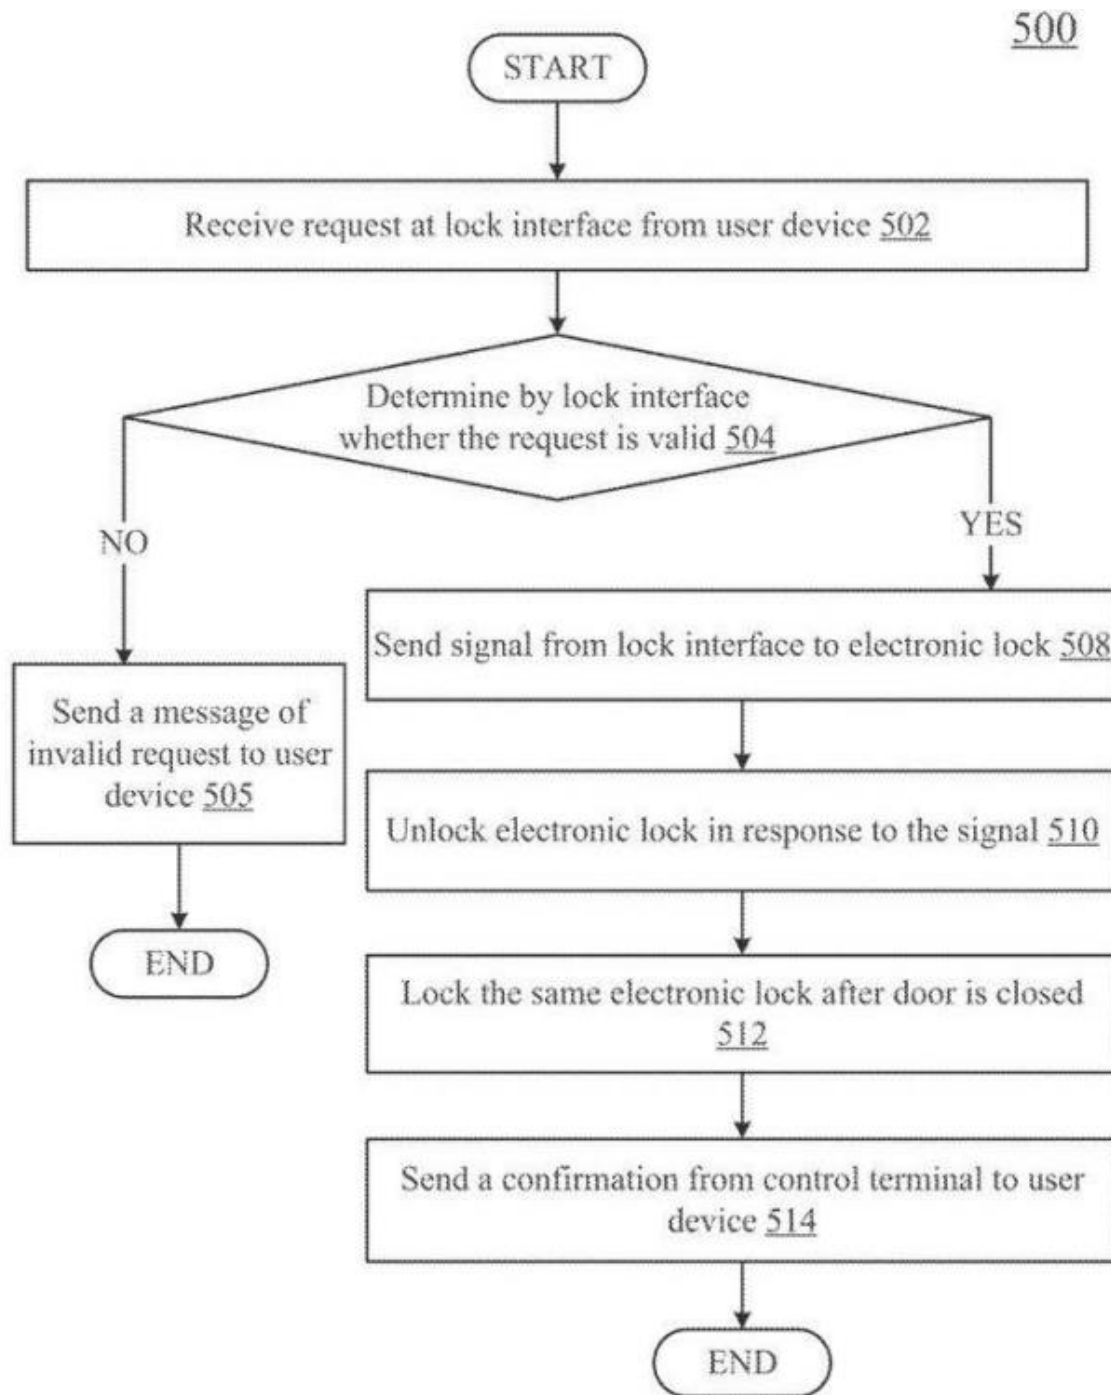 500
START
Receive request at lock interface from user device 502
Determine by lock interface
whether the request is valid 504
NO
YES
Send signal from lock interface to electronic lock 508
Send a message of
invalid request to user
device 505
Unlock electronic lock in response to the signal 510
END
Lock the same electronic lock after door is closed
512
Send a confirmation from control terminal to user
device 514
END